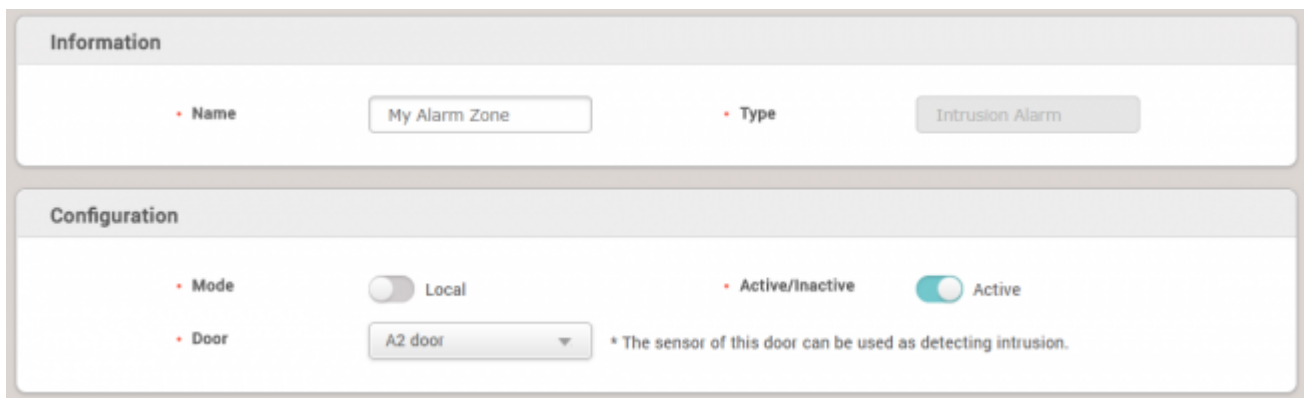 Information
• Name My Alarm Zone • Type Intrusion Alarm
Configuration
• Mode Local • Active/Inactive Active
• Door A2 door * The sensor of this door can be used as detecting intrusion.